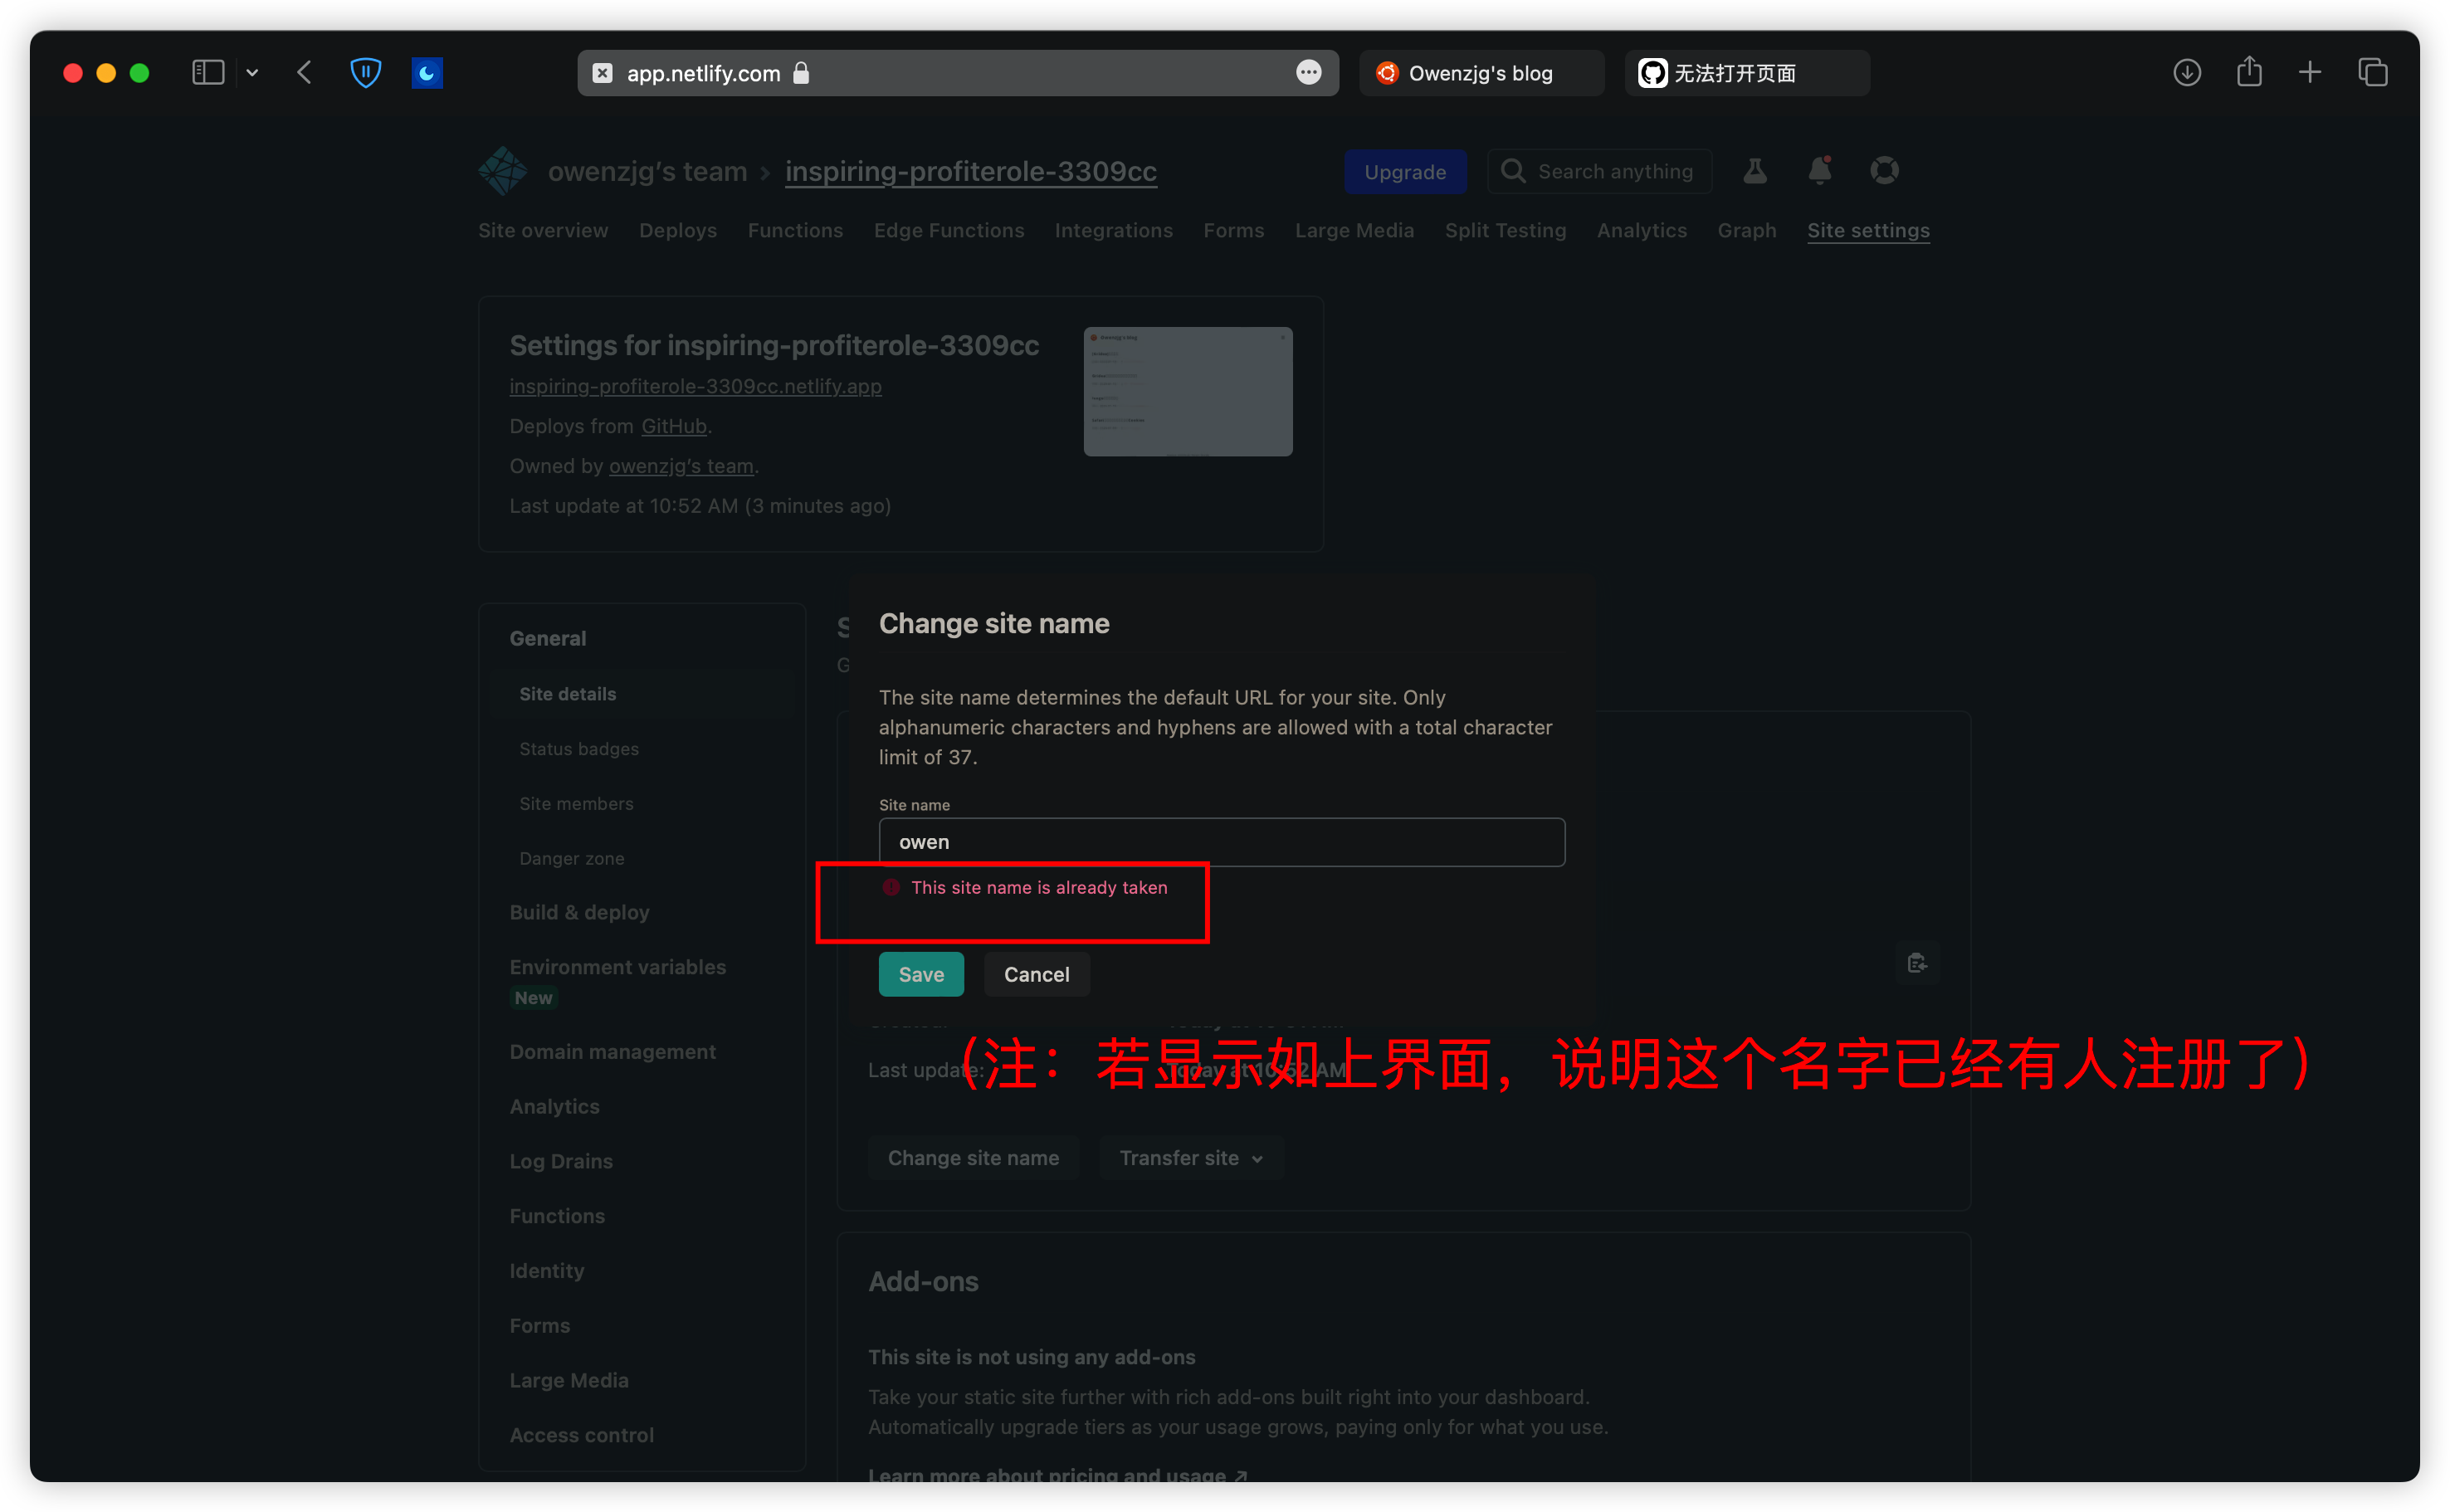 app.netlify.com
Owenzjg's blog
无法打开页面
owenzjg's team > inspiring-profiterole-3309cc
Upgrade
Search anything
Site overview
Deploys
Functions
Edge Functions
Integrations
Forms
Large Media
Split Testing
Analytics
Graph
Site settings
Settings for inspiring-profiterole-3309cc
inspiring-profiterole-3309cc.netlify.app
Deploys from GitHub.
Owned by owenzjg's team.
Last update at 10:52 AM (3 minutes ago)
General
Site details
Status badges
Site members
Danger zone
Build & deploy
Environment variables
New
Domain management
Analytics
Log Drains
Functions
Identity
Forms
Large Media
Access control
Change site name
The site name determines the default URL for your site. Only
alphanumeric characters and hyphens are allowed with a total character
limit of 37.
Site name
owen
This site name is already taken
Save
Cancel
Last update:
Today at 10:52 AM
（注：若显示如上界面，说明这个名字已经有人注册了）
Change site name
Transfer site
Add-ons
This site is not using any add-ons
Take your static site further with rich add-ons built right into your dashboard.
Automatically upgrade tiers as your usage grows, paying only for what you use.
Learn more about pricing and usage ↗